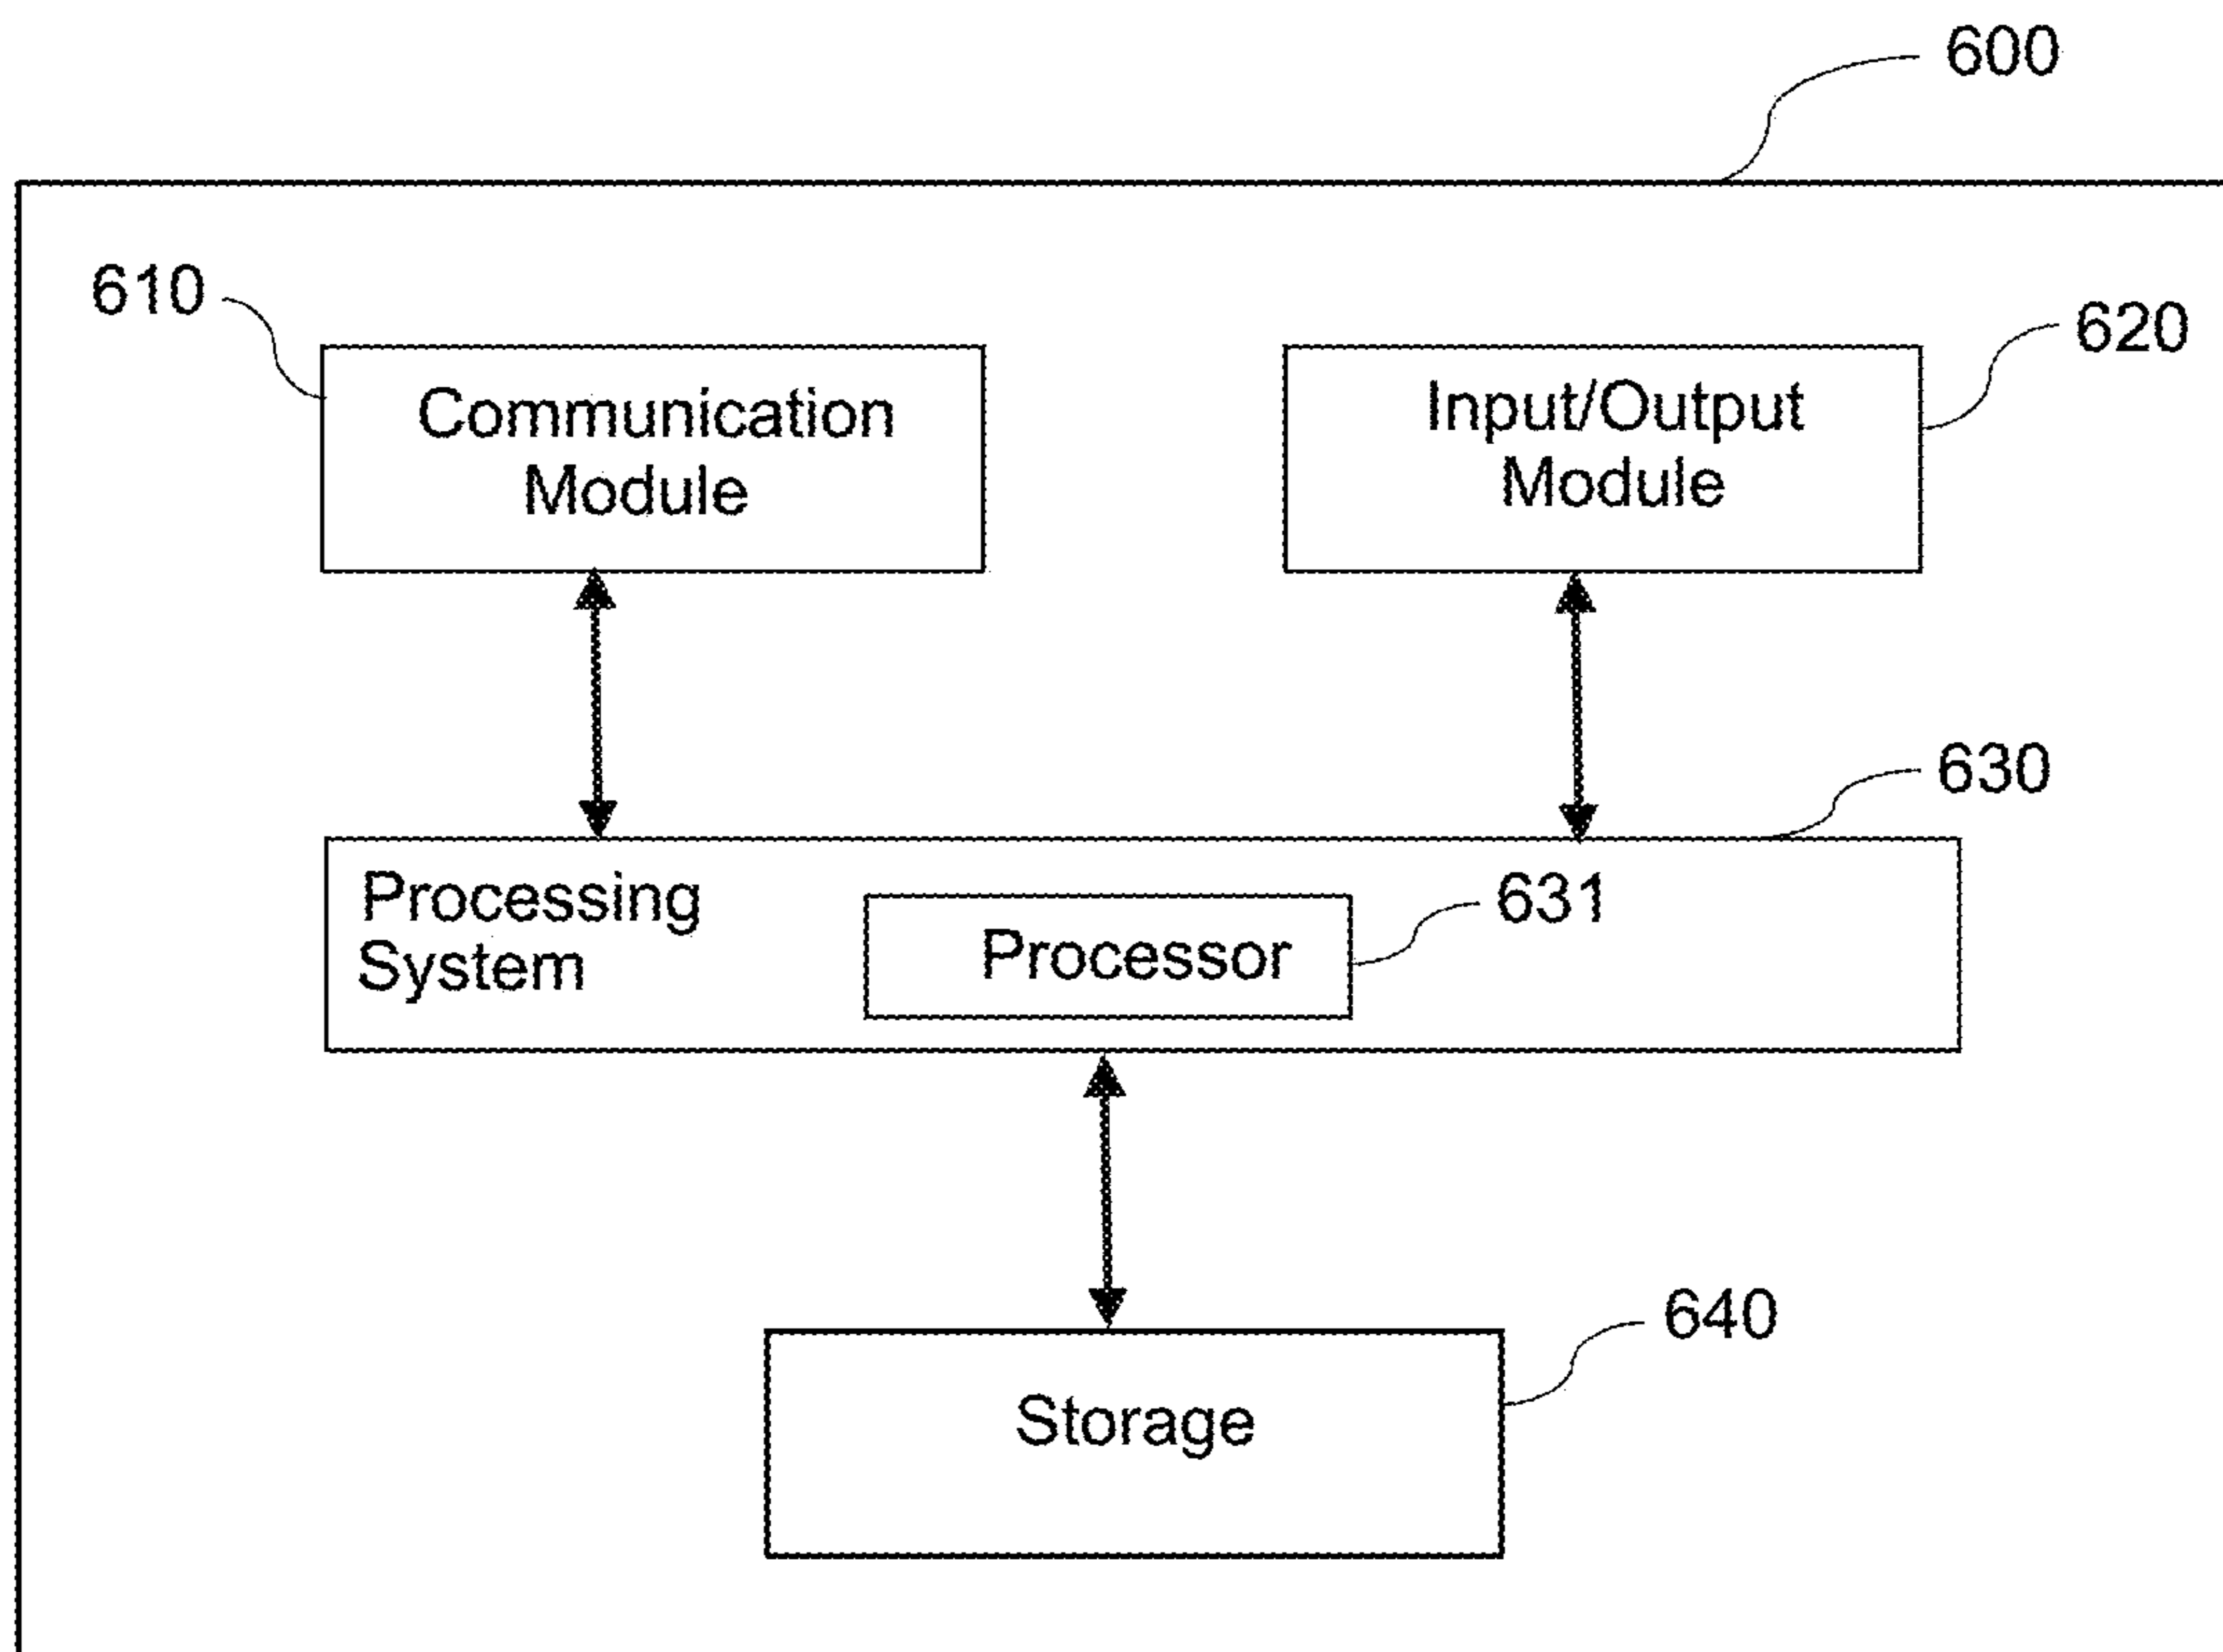 600
610
620
Communication
Module
Input/Output
Module
630
Processing
System
Processor
631
640
Storage